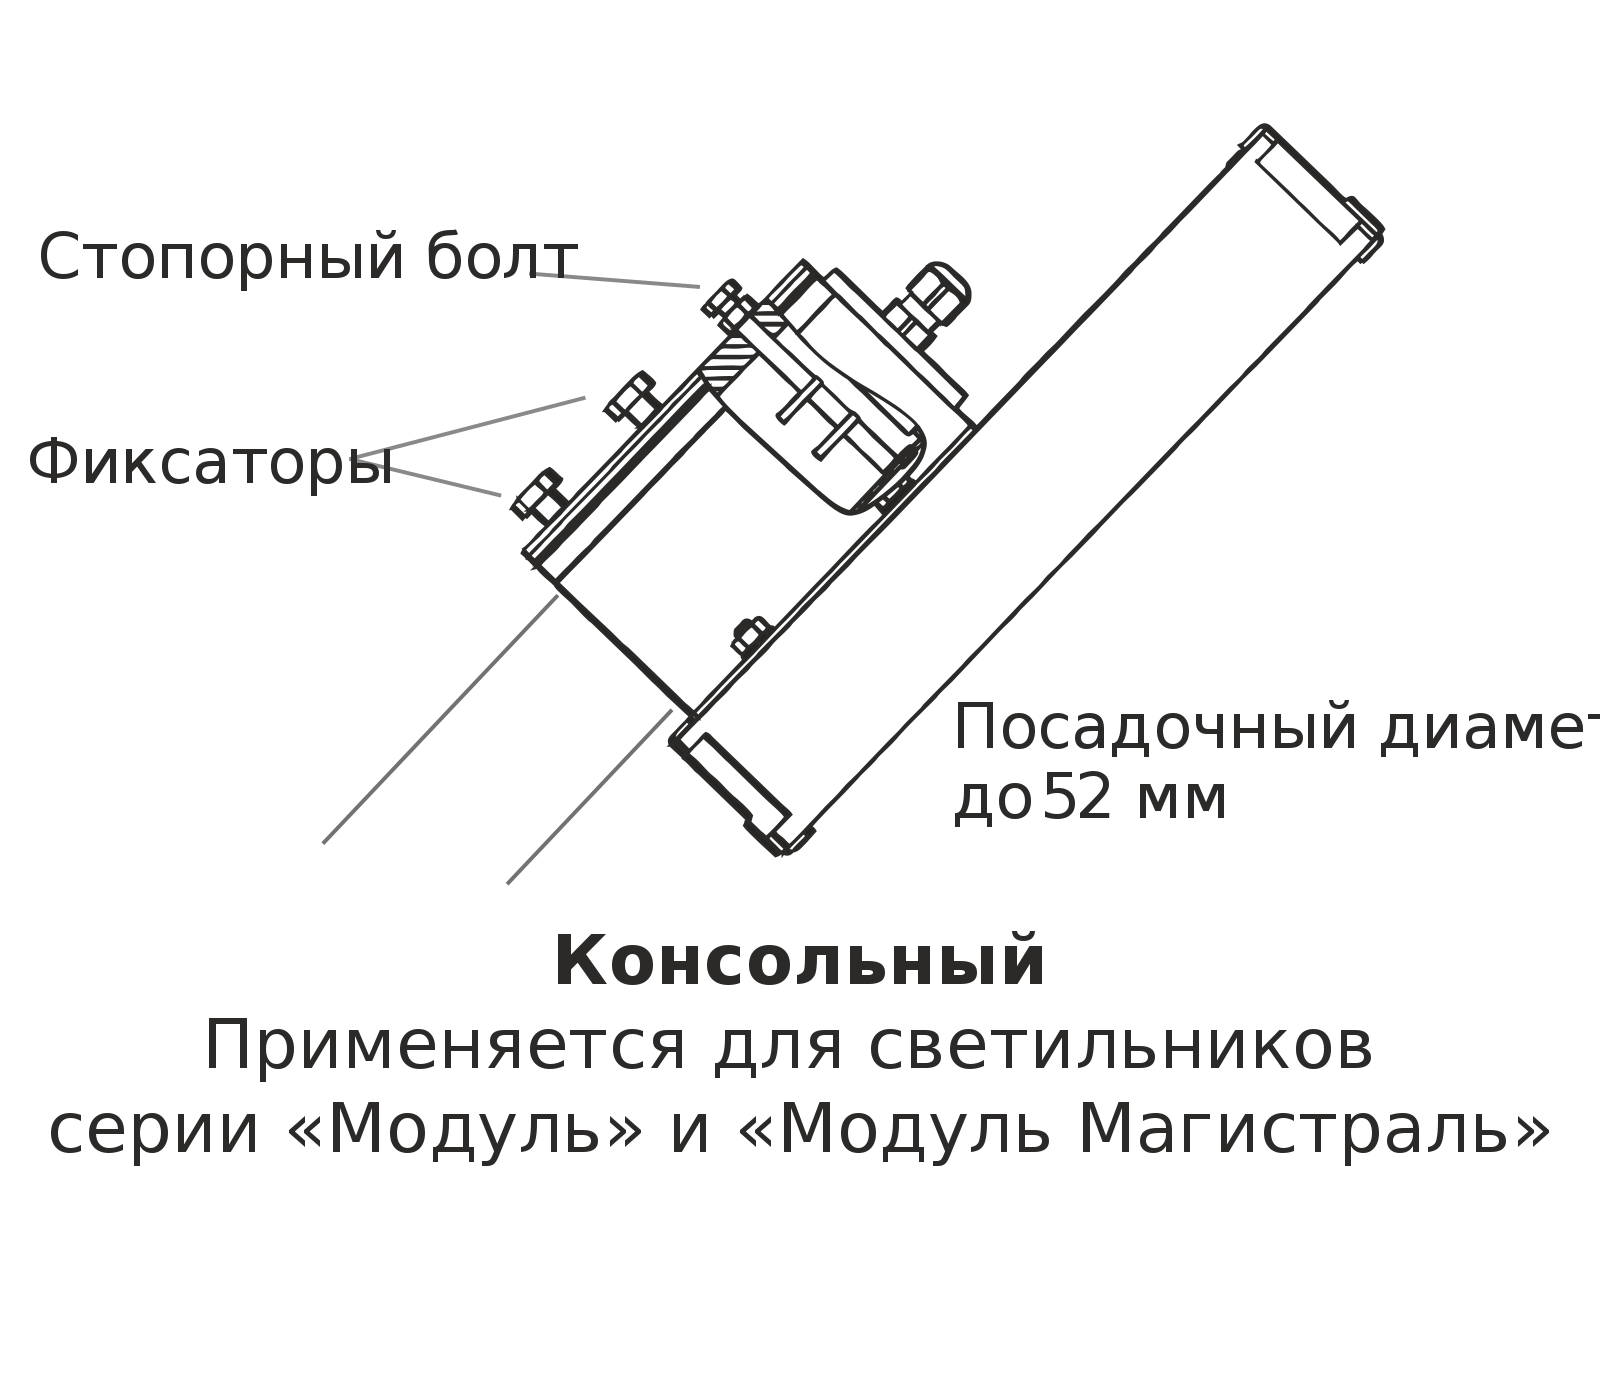 Стопорный болт
Фиксаторы
Посадочный диамет
до 52 мм
Консольный
Применяется для светильников
серии «Модуль» и «Модуль Магистраль»